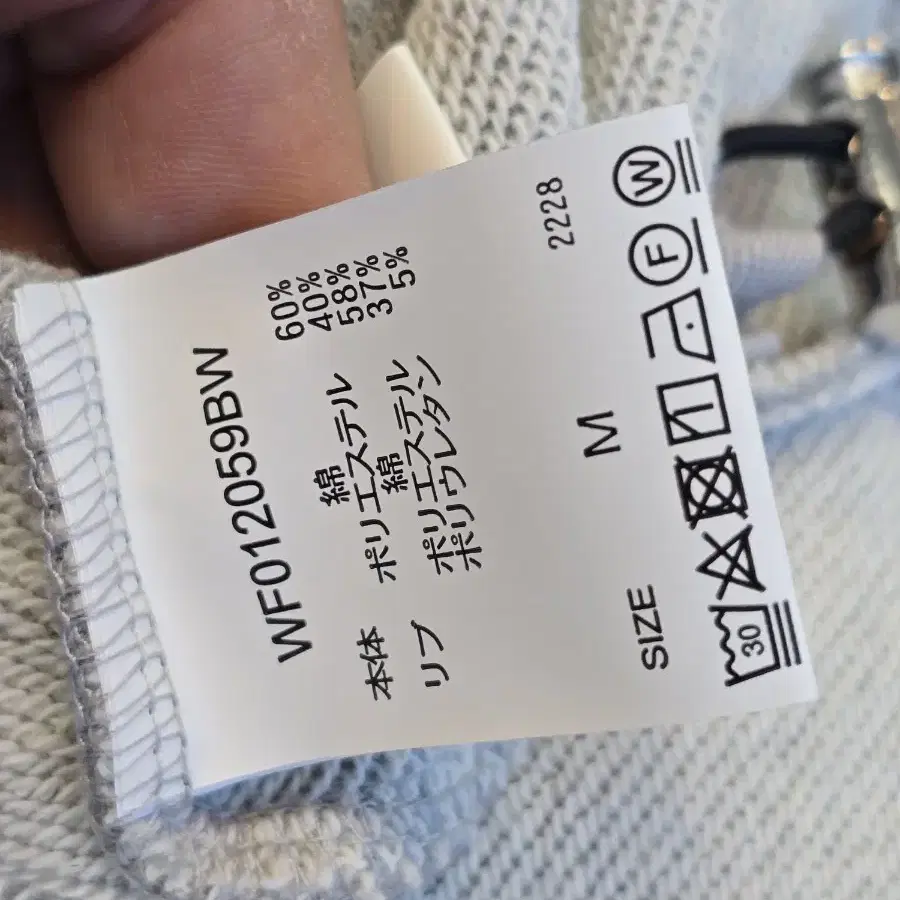 WF012059BW
本体 綿 60%
ポリエステル 40%
リブ 綿 58%
ポリエステル 37%
ポリウレタン 5%
2228
SIZE M
30 F W